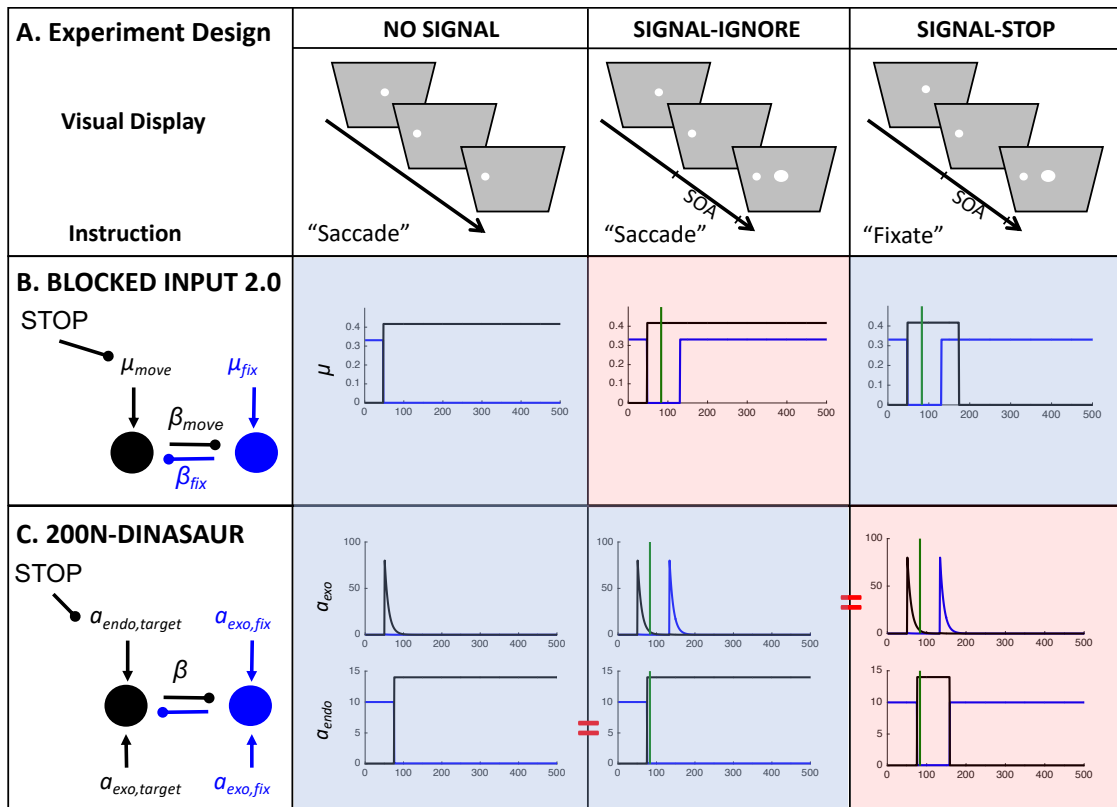 A. Experiment Design
NO SIGNAL
SIGNAL-IGNORE
SIGNAL-STOP
Visual Display
SOA
SOA
Instruction
“Saccade”
“Saccade”
“Fixate”
B. BLOCKED INPUT 2.0
STOP
μmove
μfix
βmove
βfix
μ
0.4
0.3
0.2
0.1
0
0 100 200 300 400 500
0.4
0.3
0.2
0.1
0
0 100 200 300 400 500
0.4
0.3
0.2
0.1
0
0 100 200 300 400 500
C. 200N-DINASAUR
STOP
aendo,target
aexo,fix
β
aexo,target
aexo,fix
aexo
100
50
0
0 100 200 300 400 500
100
50
0
0 100 200 300 400 500
=
100
50
0
0 100 200 300 400 500
aendo
15
10
5
0
0 100 200 300 400 500
=
15
10
5
0
0 100 200 300 400 500
15
10
5
0
0 100 200 300 400 500